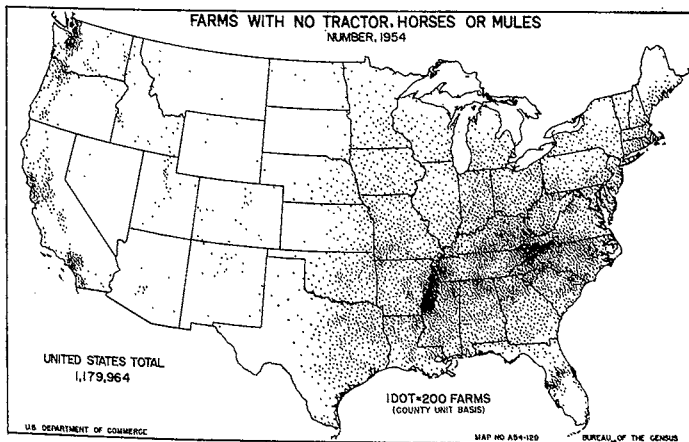 FARMS WITH NO TRACTOR, HORSES OR MULES
NUMBER, 1954
UNITED STATES TOTAL
1,179,964
1 DOT=200 FARMS
(COUNTY UNIT BASIS)
U.S. DEPARTMENT OF COMMERCE
MAP NO A54-129
BUREAU OF THE CENSUS